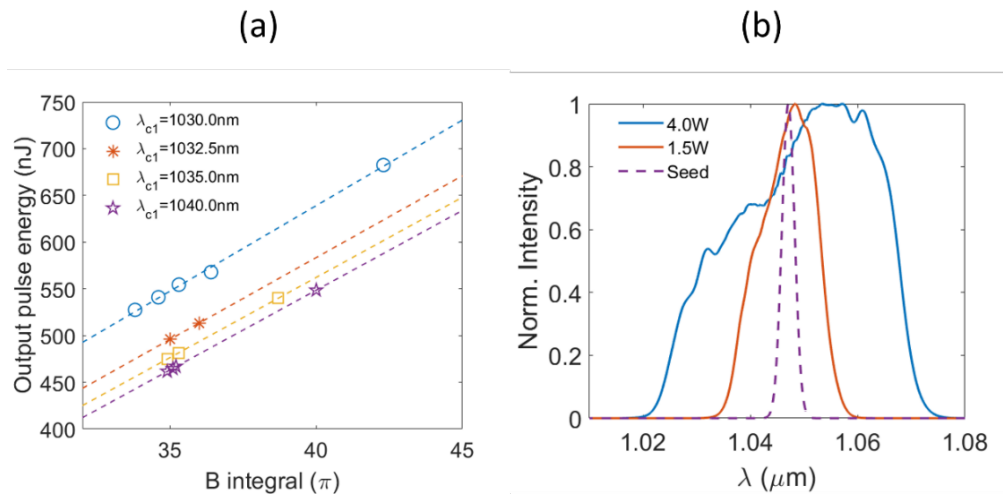 (a)
(b)
Output pulse energy (nJ)
750
700
650
600
550
500
450
400
λc1=1030.0nm
λc1=1032.5nm
λc1=1035.0nm
λc1=1040.0nm
35
40
45
B integral (π)
Norm. Intensity
1
0.8
0.6
0.4
0.2
0
4.0W
1.5W
Seed
1.02
1.04
1.06
1.08
λ (μm)